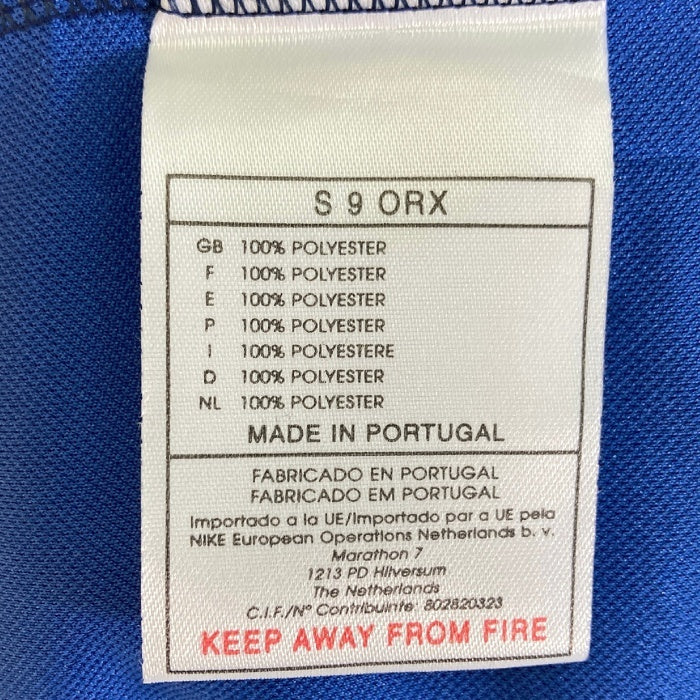 S 9 ORX
GB 100% POLYESTER
F 100% POLYESTER
E 100% POLYESTER
P 100% POLYESTER
I 100% POLYESTERE
D 100% POLYESTER
NL 100% POLYESTER
MADE IN PORTUGAL
FABRICADO EN PORTUGAL
FABRICADO EM PORTUGAL
Importado a la UE/Importado par a UE pela
NIKE European Operations Netherlands b. v.
Marathon 7
1213 PD Hilversum
The Netherlands
C.I.F./Nº Contribuinte: 802820323
KEEP AWAY FROM FIRE